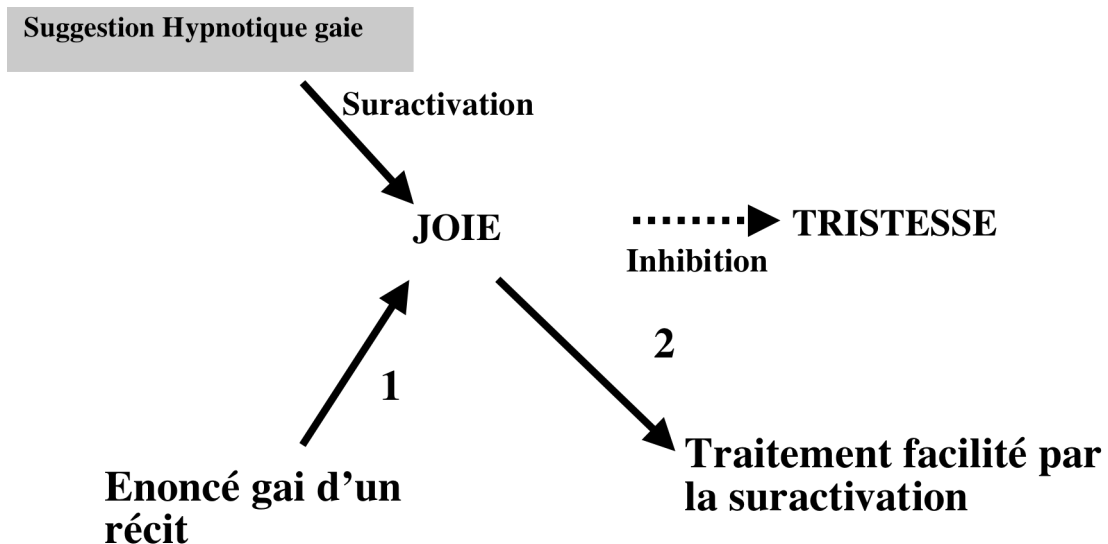 Suggestion Hypnotique gaie
Suractivation
JOIE
TRISTESSE
Inhibition
2
1
Traitement facilité par
la suractivation
Enoncé gai d’un
récit